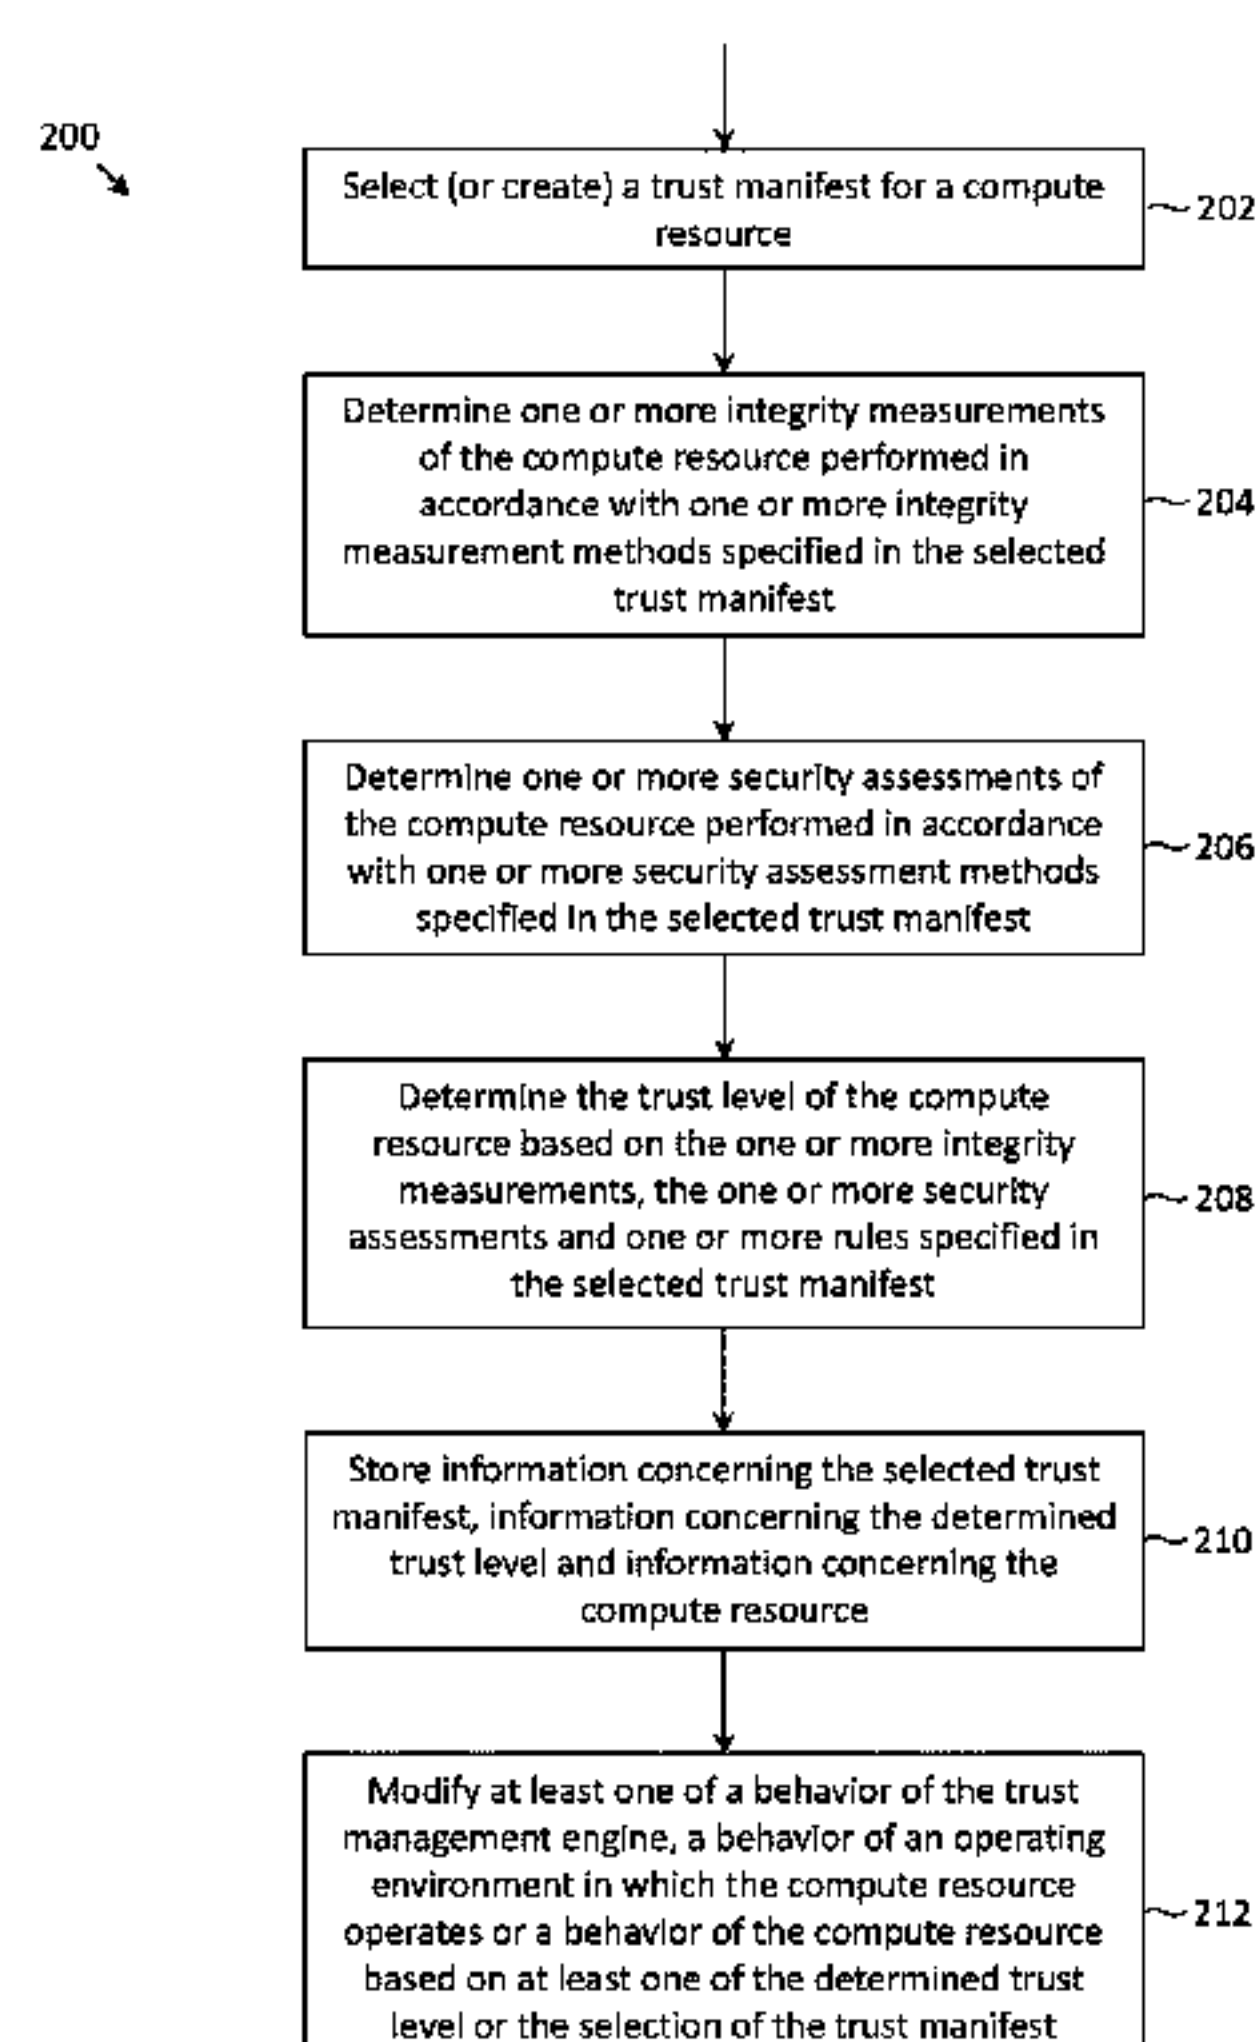 200
Select (or create) a trust manifest for a compute
resource
202
Determine one or more integrity measurements
of the compute resource performed in
accordance with one or more integrity
measurement methods specified in the selected
trust manifest
204
Determine one or more security assessments of
the compute resource performed in accordance
with one or more security assessment methods
specified in the selected trust manifest
206
Determine the trust level of the compute
resource based on the one or more integrity
measurements, the one or more security
assessments and one or more rules specified in
the selected trust manifest
208
Store information concerning the selected trust
manifest, information concerning the determined
trust level and information concerning the
compute resource
210
Modify at least one of a behavior of the trust
management engine, a behavior of an operating
environment in which the compute resource
operates or a behavior of the compute resource
based on at least one of the determined trust
level or the selection of the trust manifest
212